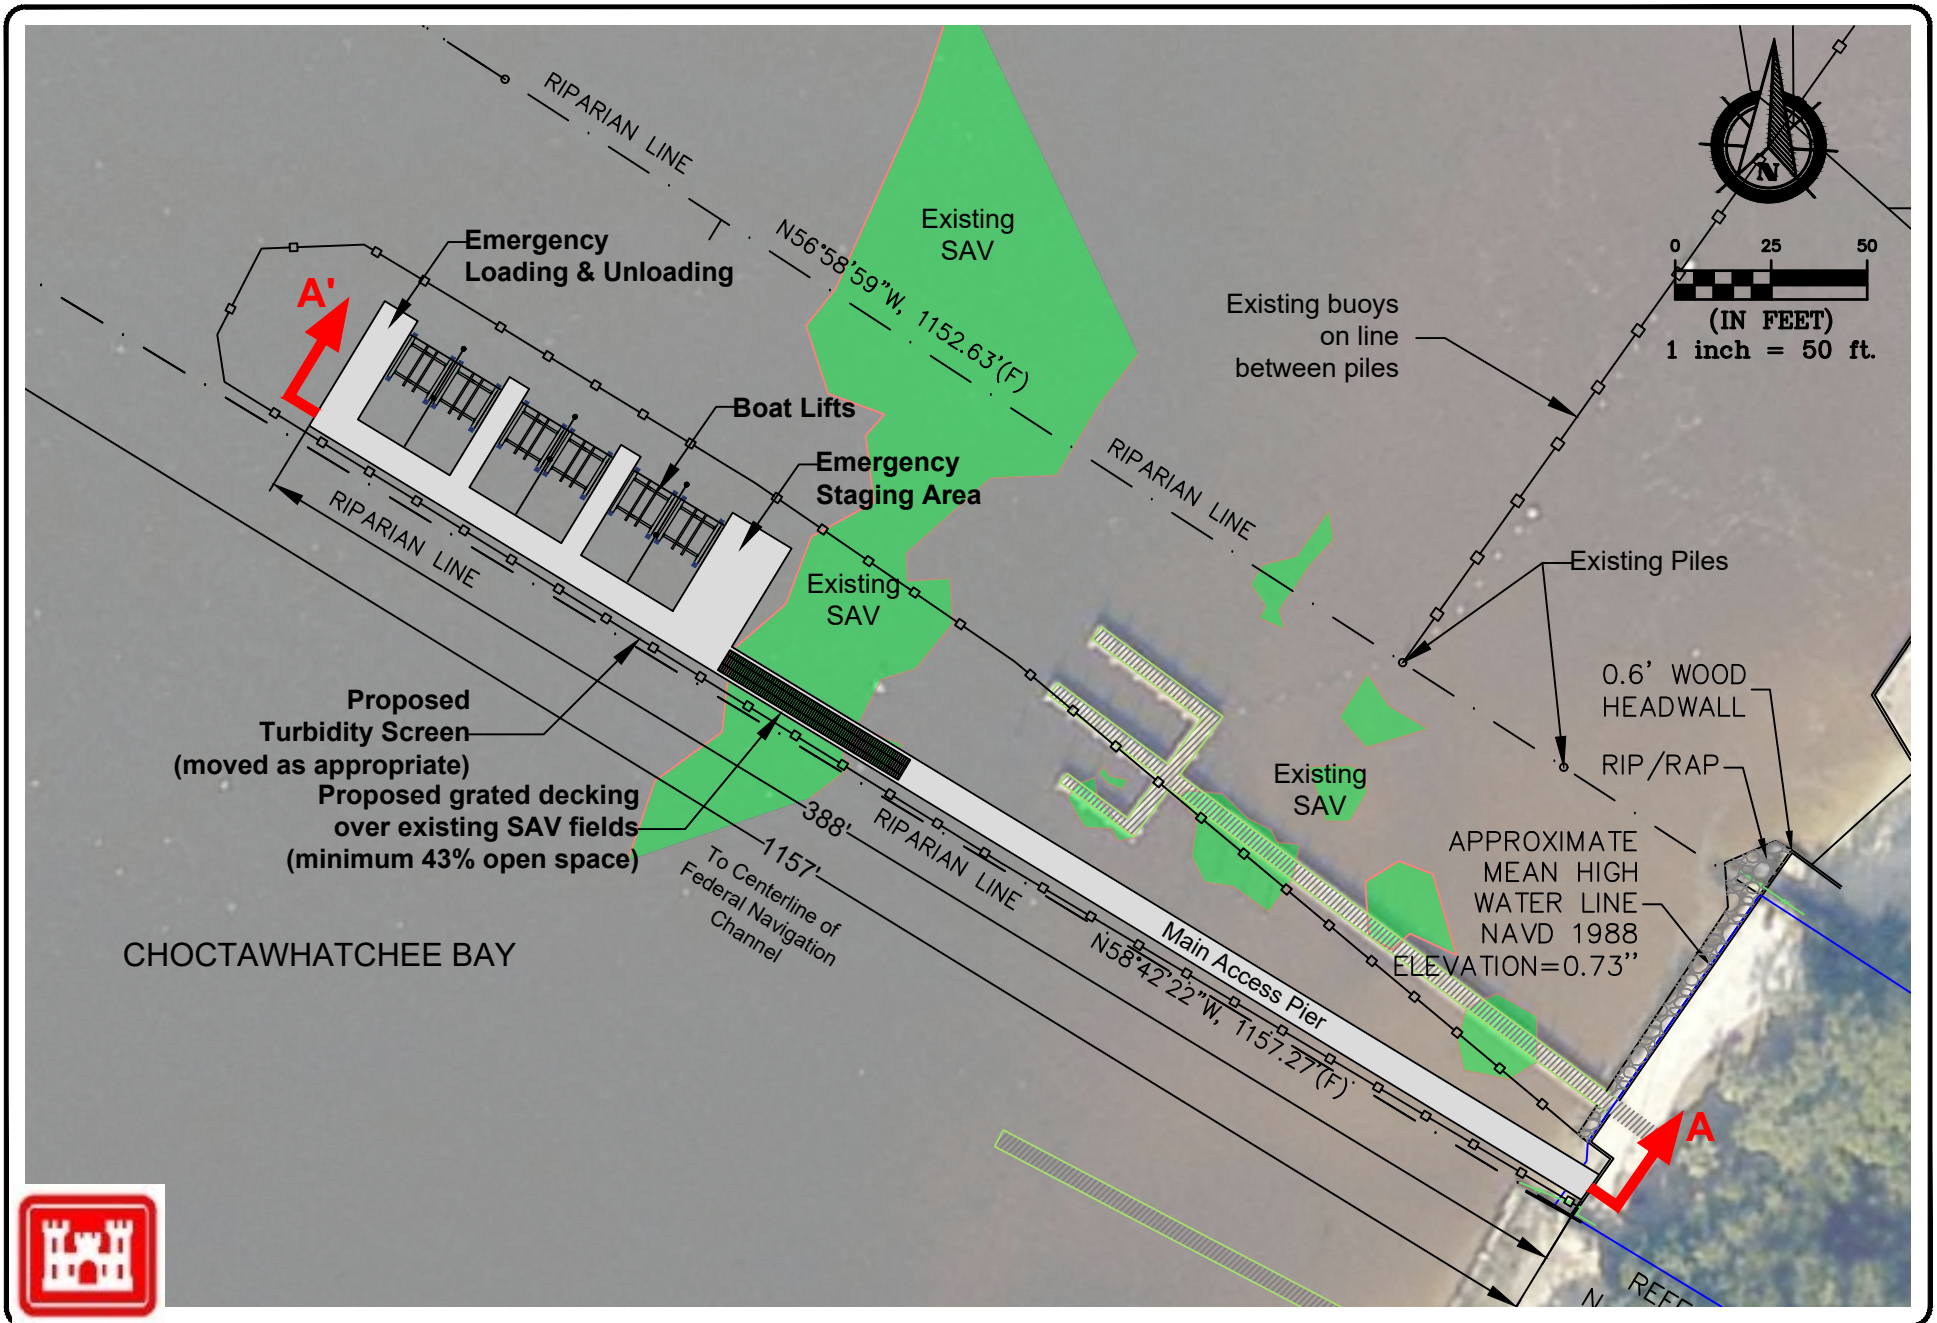 RIPARIAN LINE
N56°58'59"W, 1152.63'(F)
Existing
SAV
Emergency
Loading & Unloading
A'
N
0 25 50
(IN FEET)
1 inch = 50 ft.
Existing buoys
on line
between piles
Boat Lifts
Emergency
Staging Area
RIPARIAN LINE
RIPARIAN LINE
Existing
SAV
Existing Piles
0.6' WOOD
HEADWALL
RIP/RAP
Existing
SAV
Proposed
Turbidity Screen
(moved as appropriate)
Proposed grated decking
over existing SAV fields
(minimum 43% open space)
388'
1157'
To Centerline of
Federal Navigation
Channel
RIPARIAN LINE
APPROXIMATE
MEAN HIGH
WATER LINE
NAVD 1988
ELEVATION=0.73''
Main Access Pier
N58°42'22"W, 1157.27'(F)
CHOCTAWHATCHEE BAY
A
N